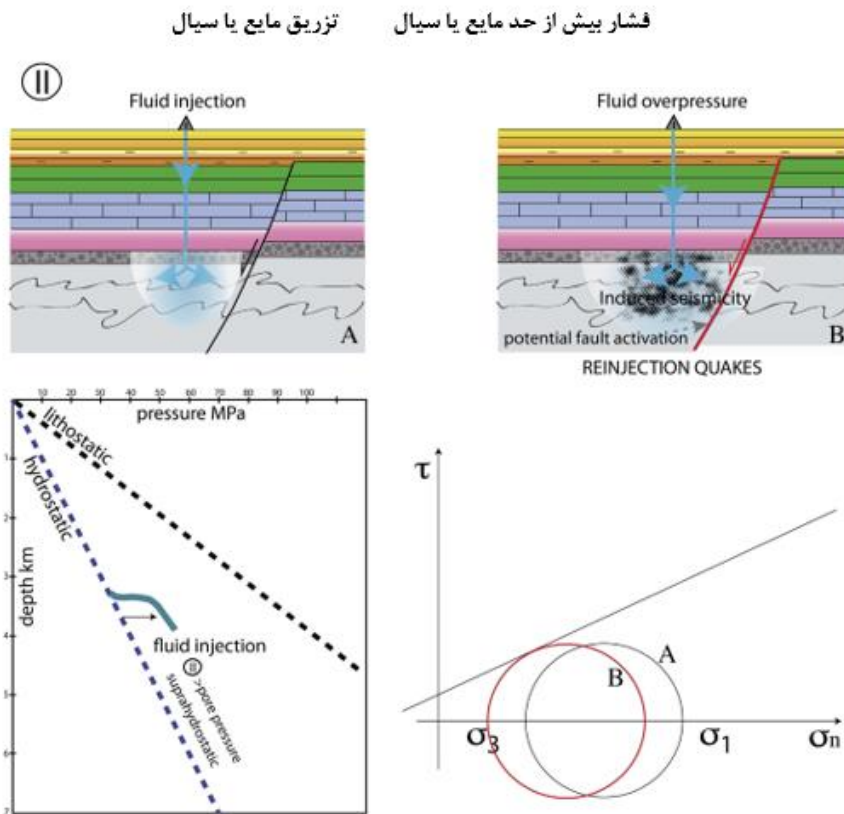 فشار بیش از حد مایع یا سیال
تزریق مایع یا سیال
II
Fluid injection
A
Fluid overpressure
Induced seismicity
potential fault activation
B
REINJECTION QUAKES
10 20 30 40 50 60 70 80 90 100
pressure MPa
lithostatic
hydrostatic
depth km
1
2
3
4
5
6
7
fluid injection
II
>pore pressure
suprahydrostatic
τ
A
B
σ3
σ1
σn